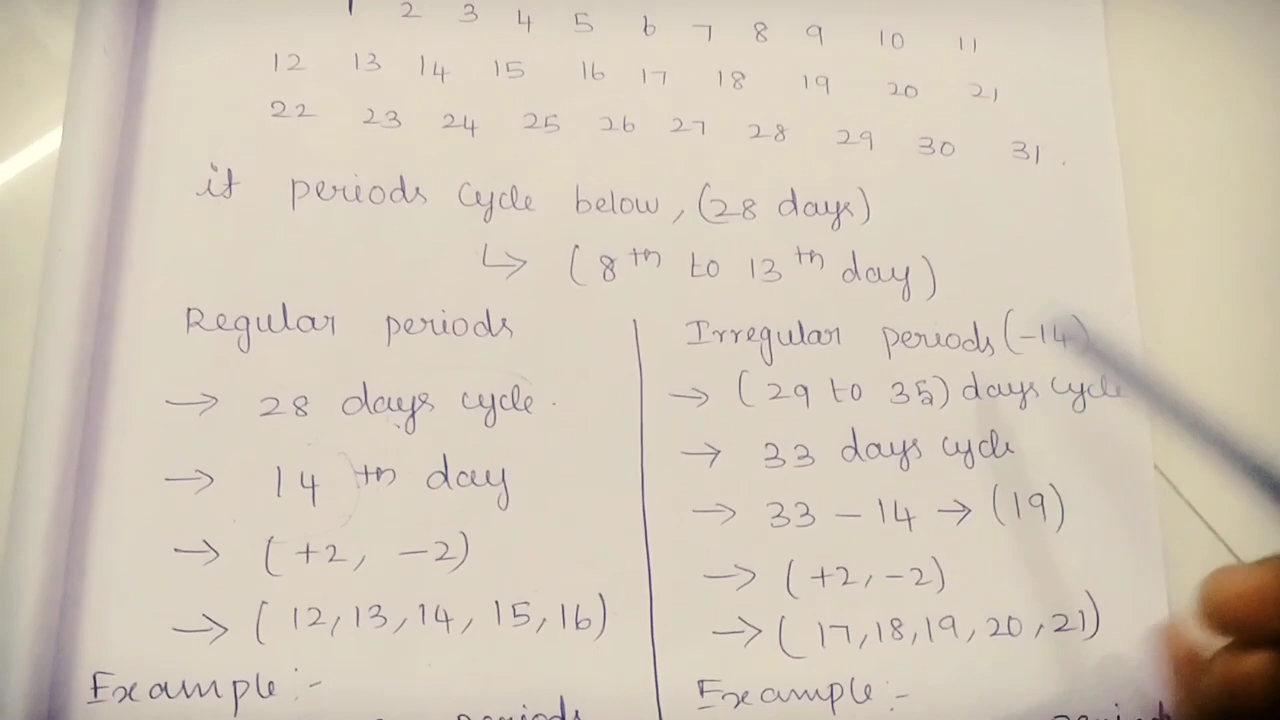 1 2 3 4 5 6 7 8 9 10 11
12 13 14 15 16 17 18 19 20 21
22 23 24 25 26 27 28 29 30 31.
if periods cycle below, (28 days)
↳ (8th to 13th day)
Regular periods
→ 28 days cycle.
→ 14th day
→ (+2, -2)
→ (12, 13, 14, 15, 16)
Example :-
periods
Irregular periods (-14)
→ (29 to 35) days cycle
→ 33 days cycle
→ 33 - 14 → (19)
→ (+2, -2)
→ (17, 18, 19, 20, 21)
Example :-